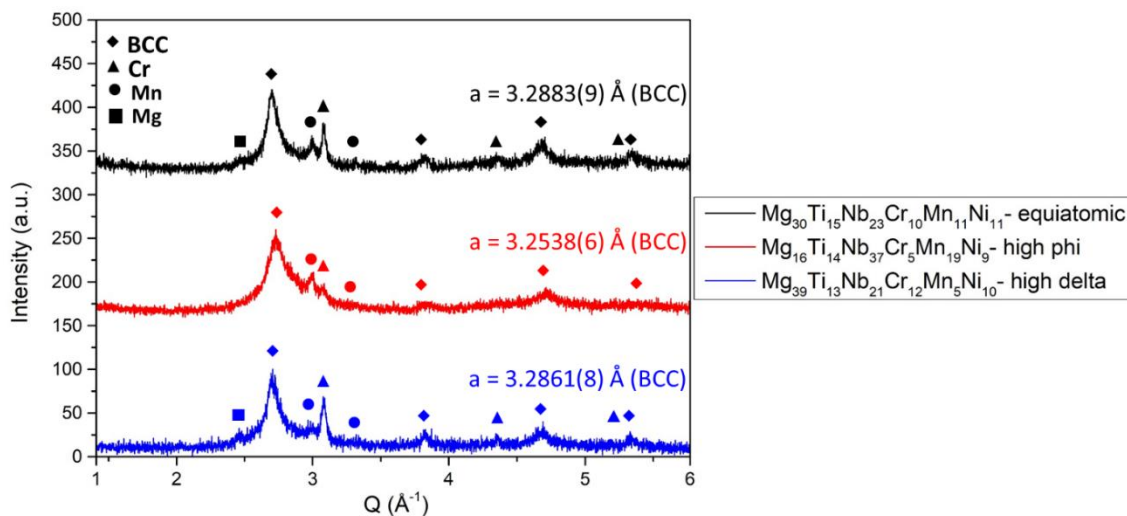 500
450
400
350
300
250
200
150
100
50
0
Intensity (a.u.)
BCC
Cr
Mn
Mg
a = 3.2883(9) Å (BCC)
a = 3.2538(6) Å (BCC)
a = 3.2861(8) Å (BCC)
1 2 3 4 5 6
Q (Å⁻¹)
Mg₃₀Ti₁₅Nb₂₃Cr₁₀Mn₁₁Ni₁₁- equiatomic
Mg₁₆Ti₁₄Nb₃₇Cr₅Mn₁₉Ni₉- high phi
Mg₃₉Ti₁₃Nb₂₁Cr₁₂Mn₅Ni₁₀- high delta